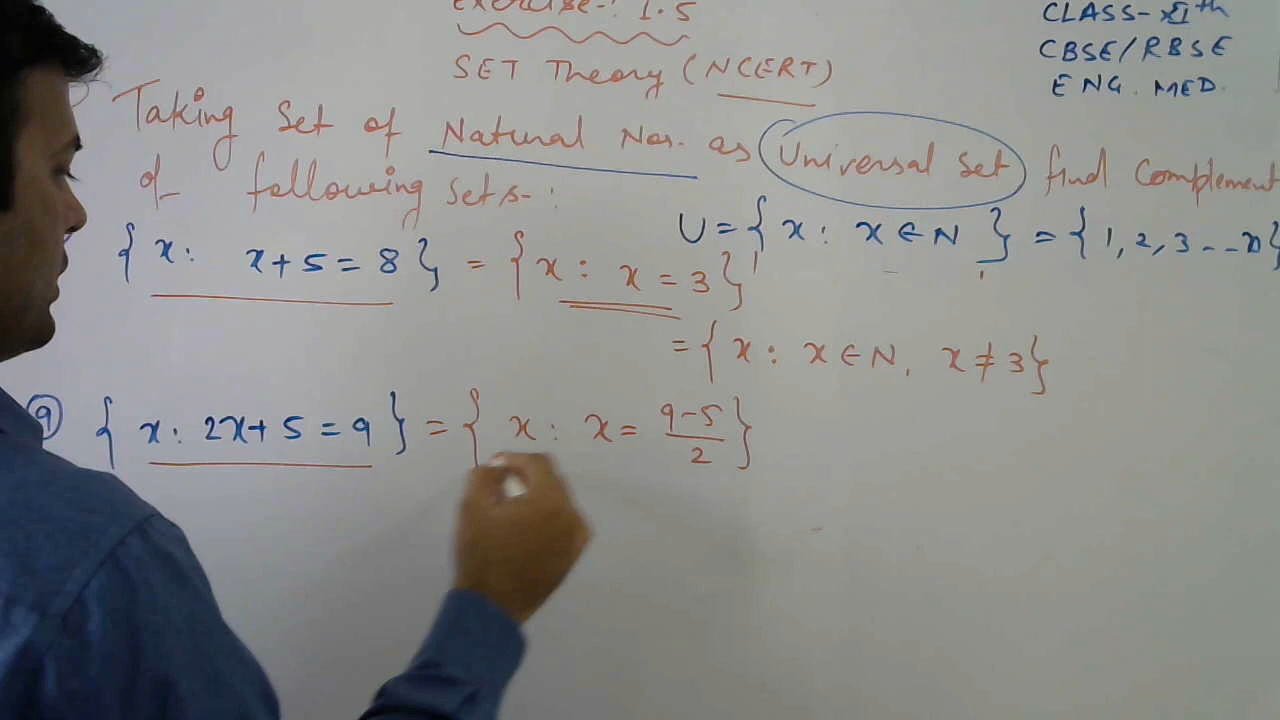 Exercise-: 1.5
SET Theory (NCERT)
CLASS-XIth
CBSE/RBSE
ENG. MED.
Taking Set of Natural Nos. as Universal Set find Complement
of following sets-:
U = { x : x ∈ N } = {1, 2, 3 -- n}
{ x : x + 5 = 8 } = { x : x = 3 }'
= { x : x ∈ N, x ≠ 3 }
⑨ { x : 2x + 5 = 9 } = { x : x = (9-5)/2 }